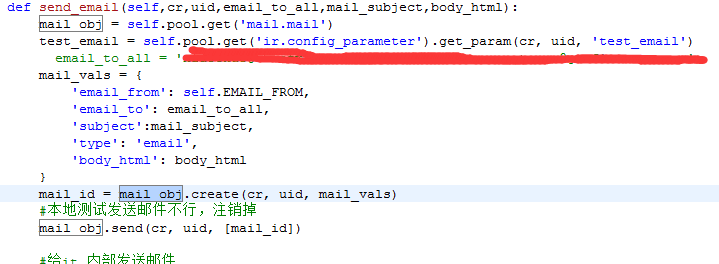 def send_email(self,cr,uid,email_to_all,mail_subject,body_html):
mail_obj = self.pool.get('mail.mail')
test_email = self.pool.get('ir.config_parameter').get_param(cr, uid, 'test_email')
email_to_all = '
mail_vals = {
'email_from': self.EMAIL_FROM,
'email_to': email_to_all,
'subject':mail_subject,
'type': 'email',
'body_html': body_html
}
mail_id = mail_obj.create(cr, uid, mail_vals)
#本地测试发送邮件不行，注销掉
mail_obj.send(cr, uid, [mail_id])
#给it 内部发送邮件